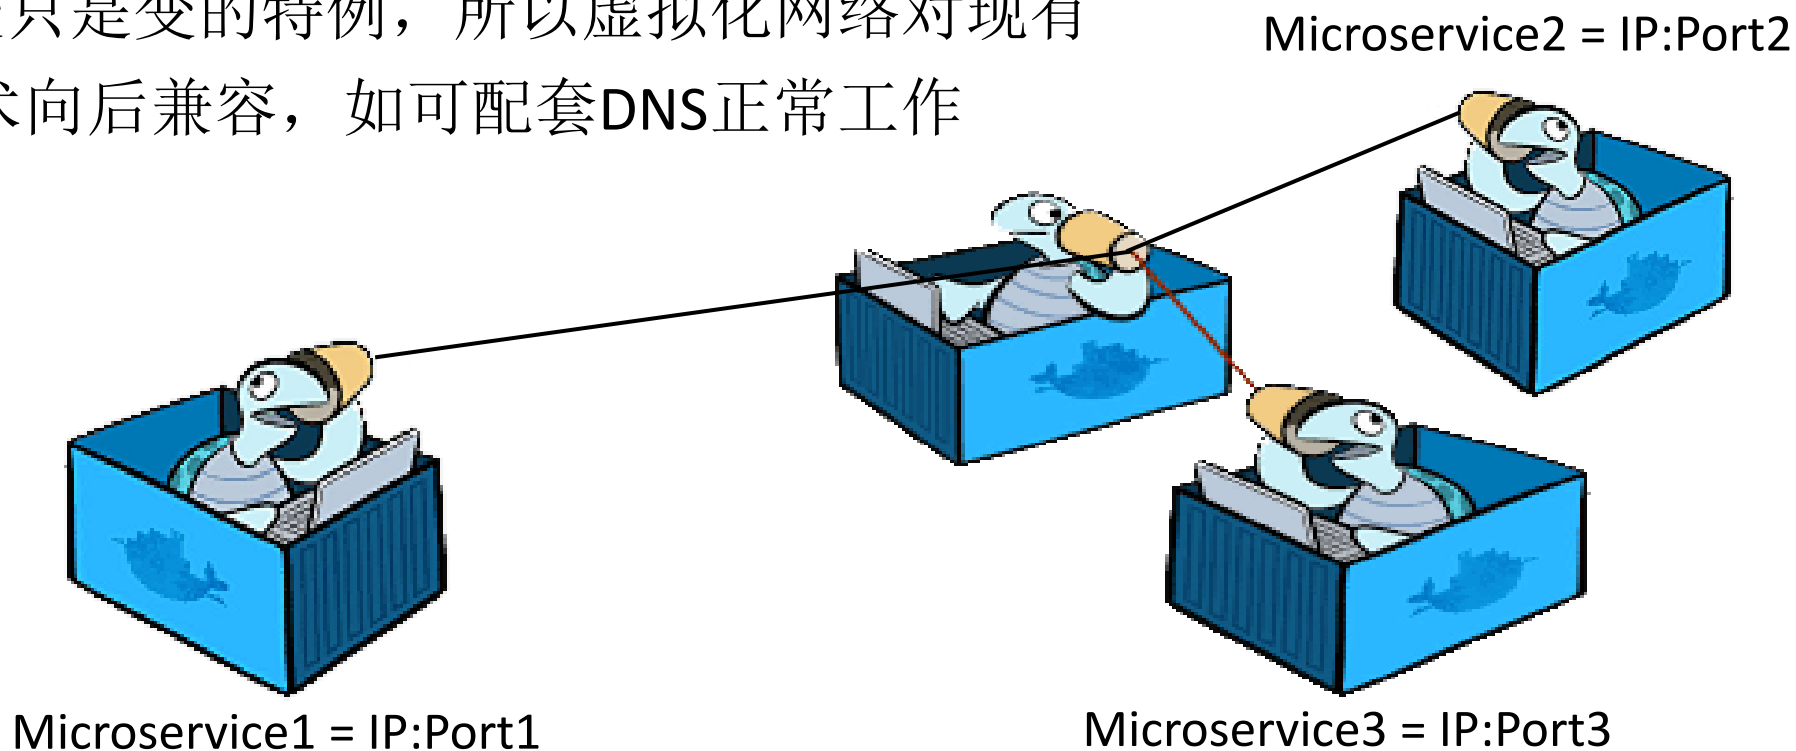 只是变的特例，所以虚拟化网络对现有
术向后兼容，如可配套DNS正常工作
Microservice2 = IP:Port2
Microservice1 = IP:Port1
Microservice3 = IP:Port3